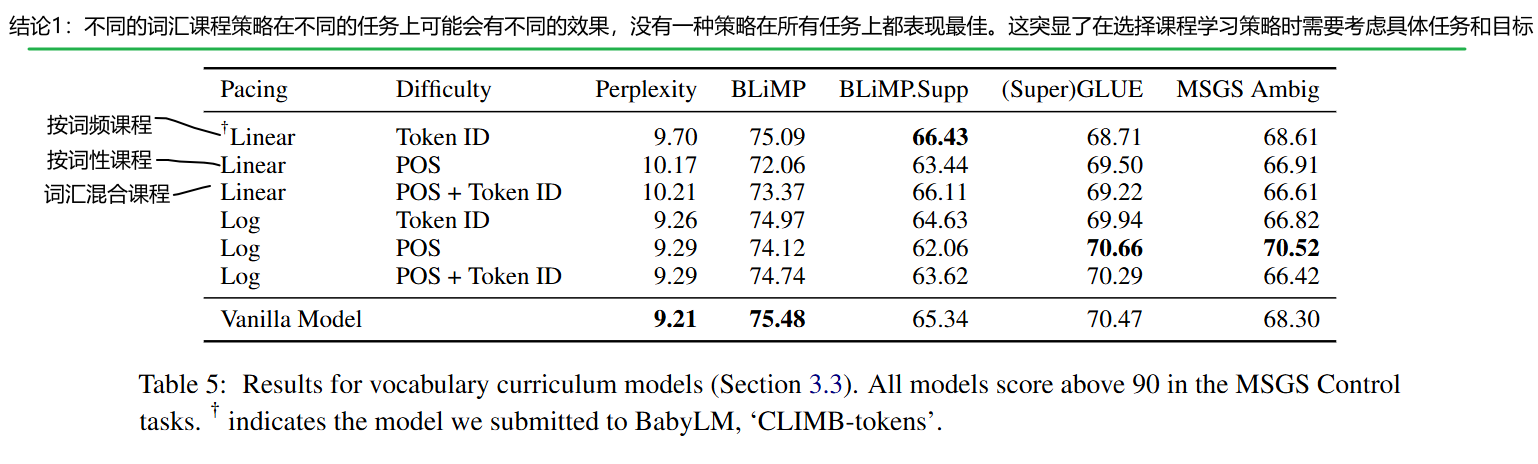 结论1：不同的词汇课程策略在不同的任务上可能会有不同的效果，没有一种策略在所有任务上都表现最佳。这突显了在选择课程学习策略时需要考虑具体任务和目标
Pacing Difficulty Perplexity BLiMP BLiMP.Supp (Super)GLUE MSGS Ambig
按词频课程 †Linear Token ID 9.70 75.09 66.43 68.71 68.61
按词性课程 Linear POS 10.17 72.06 63.44 69.50 66.91
词汇混合课程 Linear POS + Token ID 10.21 73.37 66.11 69.22 66.61
Log Token ID 9.26 74.97 64.63 69.94 66.82
Log POS 9.29 74.12 62.06 70.66 70.52
Log POS + Token ID 9.29 74.74 63.62 70.29 66.42
Vanilla Model 9.21 75.48 65.34 70.47 68.30
Table 5: Results for vocabulary curriculum models (Section 3.3). All models score above 90 in the MSGS Control
tasks. † indicates the model we submitted to BabyLM, ‘CLIMB-tokens’.